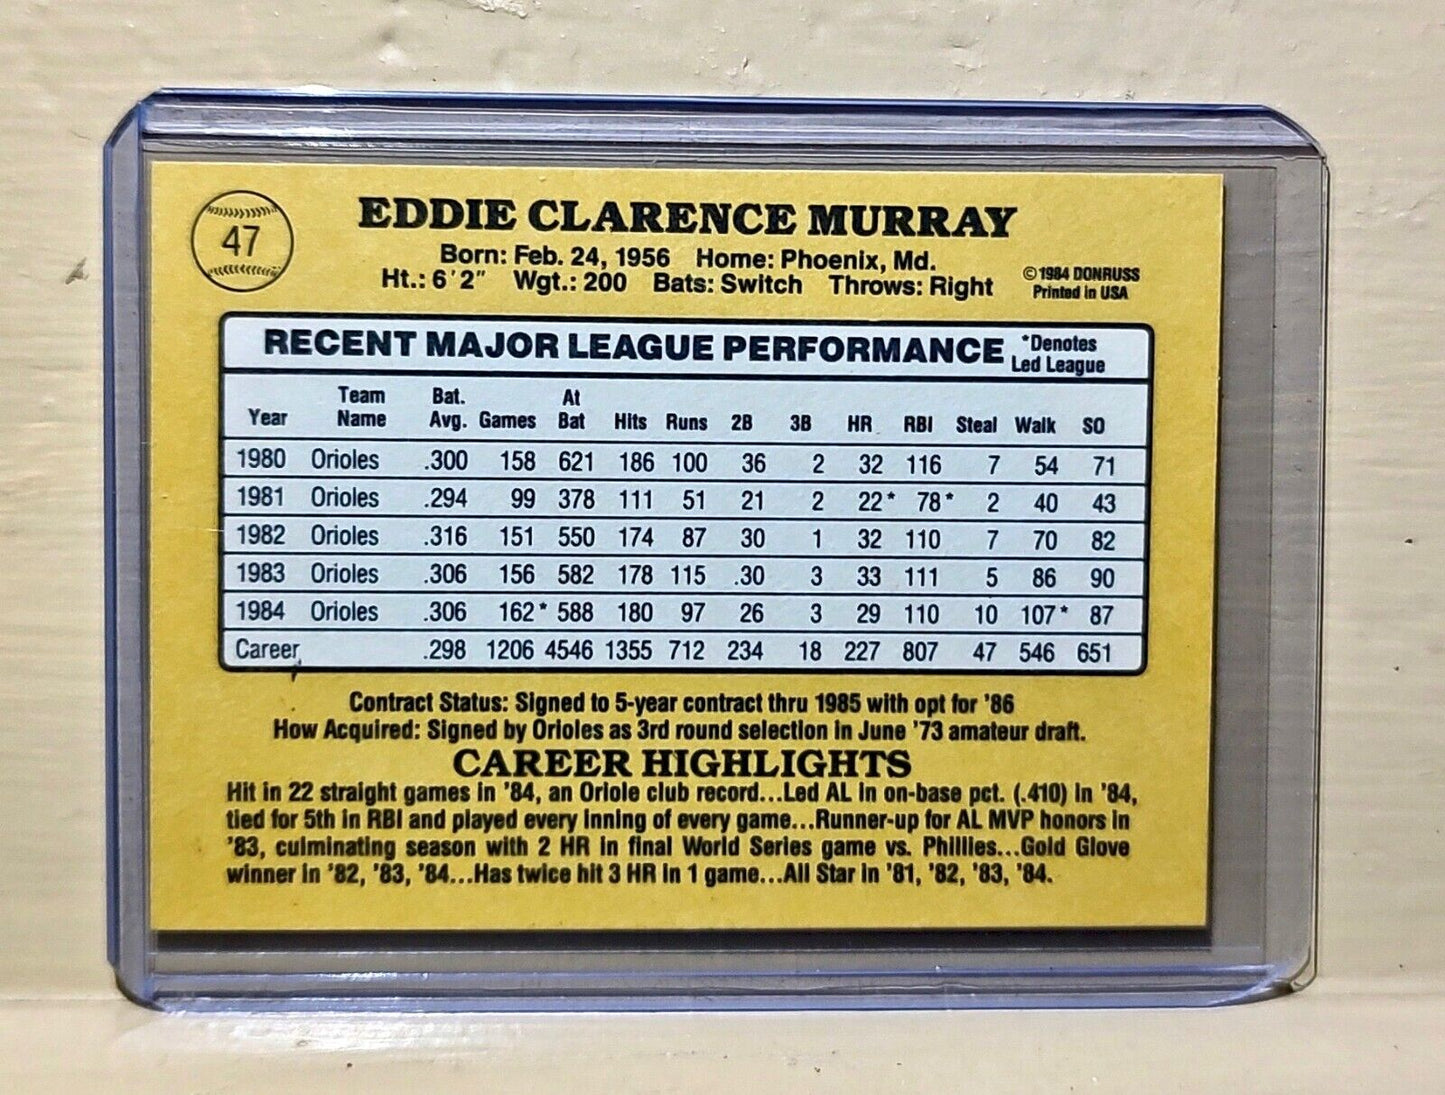 47
EDDIE CLARENCE MURRAY
Born: Feb. 24, 1956 Home: Phoenix, Md.
Ht.: 6'2" Wgt.: 200 Bats: Switch Throws: Right
©1984 DONRUSS
Printed in USA
RECENT MAJOR LEAGUE PERFORMANCE *Denotes Led League
Year Team Name Bat. Avg. Games At Bat Hits Runs 2B 3B HR RBI Steal Walk SO
1980 Orioles .300 158 621 186 100 36 2 32 116 7 54 71
1981 Orioles .294 99 378 111 51 21 2 22* 78* 2 40 43
1982 Orioles .316 151 550 174 87 30 1 32 110 7 70 82
1983 Orioles .306 156 582 178 115 .30 3 33 111 5 86 90
1984 Orioles .306 162* 588 180 97 26 3 29 110 10 107* 87
Career .298 1206 4546 1355 712 234 18 227 807 47 546 651
Contract Status: Signed to 5-year contract thru 1985 with opt for '86
How Acquired: Signed by Orioles as 3rd round selection in June '73 amateur draft.
CAREER HIGHLIGHTS
Hit in 22 straight games in '84, an Oriole club record...Led AL in on-base pct. (.410) in '84,
tied for 5th in RBI and played every inning of every game...Runner-up for AL MVP honors in
'83, culminating season with 2 HR in final World Series game vs. Phillies...Gold Glove
winner in '82, '83, '84...Has twice hit 3 HR in 1 game...All Star in '81, '82, '83, '84.